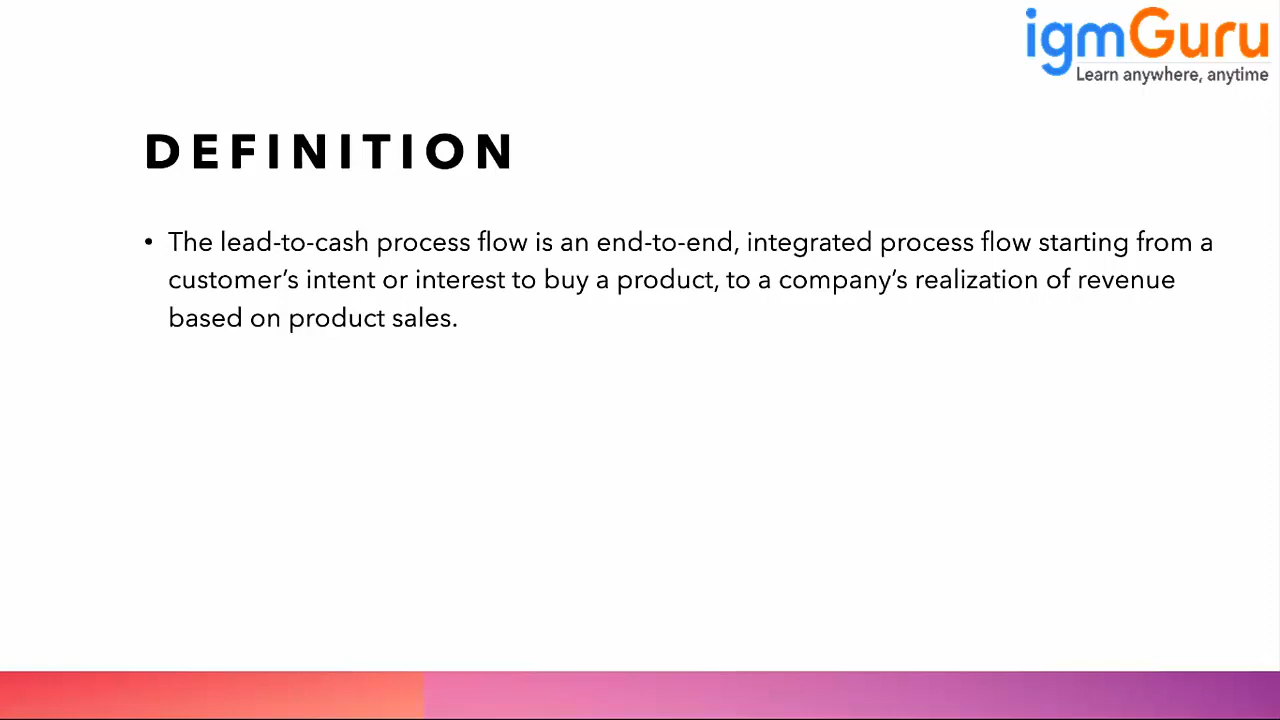 igmGuru
Learn anywhere, anytime
DEFINITION
• The lead-to-cash process flow is an end-to-end, integrated process flow starting from a
customer’s intent or interest to buy a product, to a company’s realization of revenue
based on product sales.